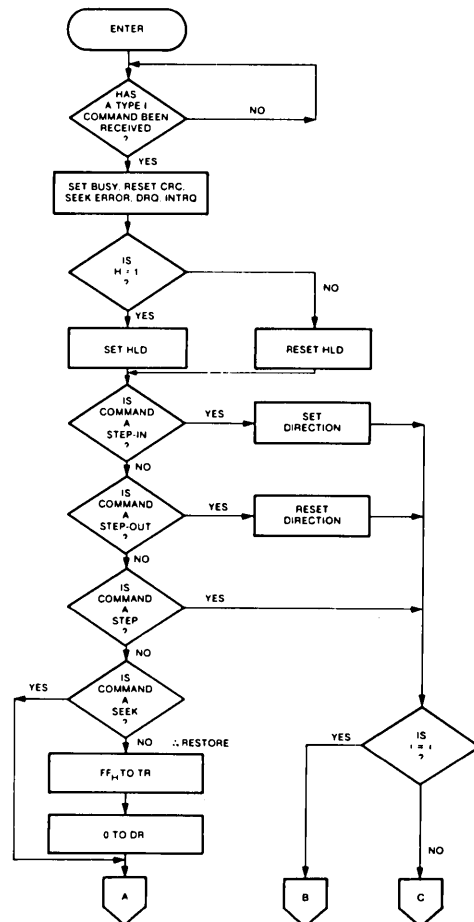 ENTER
HAS
A TYPE I
COMMAND BEEN
RECEIVED
?
NO
YES
SET BUSY, RESET CRC,
SEEK ERROR, DRQ, INTRQ
IS
H = 1
?
NO
YES
SET HLD
RESET HLD
IS
COMMAND
A
STEP-IN
?
YES
SET
DIRECTION
NO
IS
COMMAND
A
STEP-OUT
?
YES
RESET
DIRECTION
NO
IS
COMMAND
A
STEP
?
YES
NO
IS
COMMAND
A
SEEK
?
YES
NO ∴ RESTORE
FFH TO TR
0 TO DR
IS
?
YES
NO
A
B
C